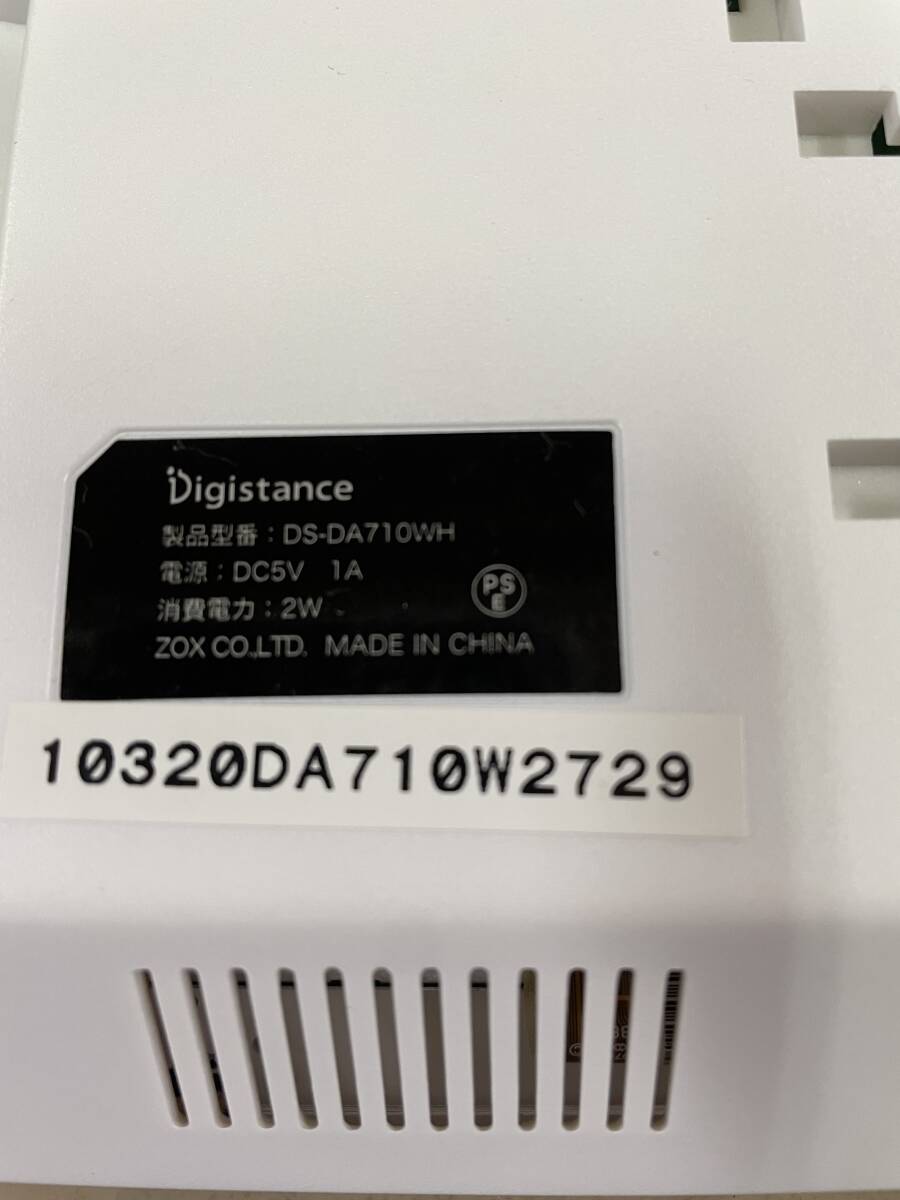 Digistance
製品型番：DS-DA710WH
電源：DC5V 1A
消費電力：2W
PS
E
ZOX CO.,LTD. MADE IN CHINA
10320DA710W2729